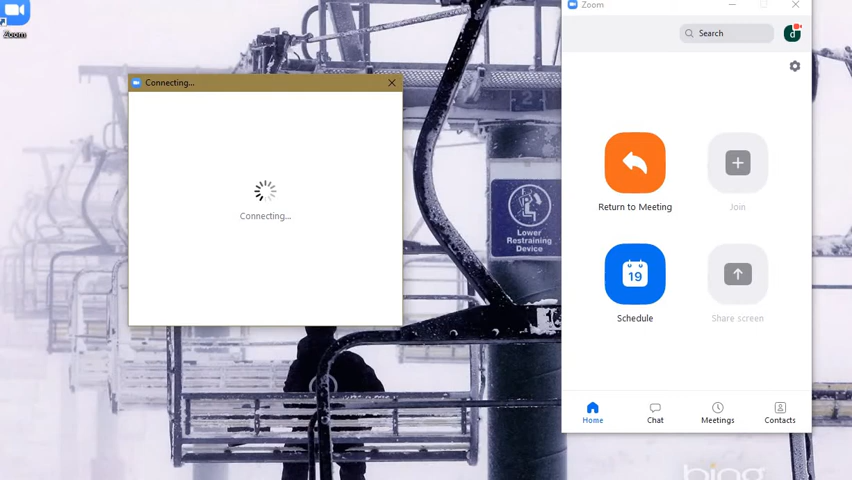 Zoom
Zoom
Search
Connecting...
Connecting...
Return to Meeting
Join
19
Schedule
Share screen
Home
Chat
Meetings
Contacts
Lower
Restraining
Device
bing